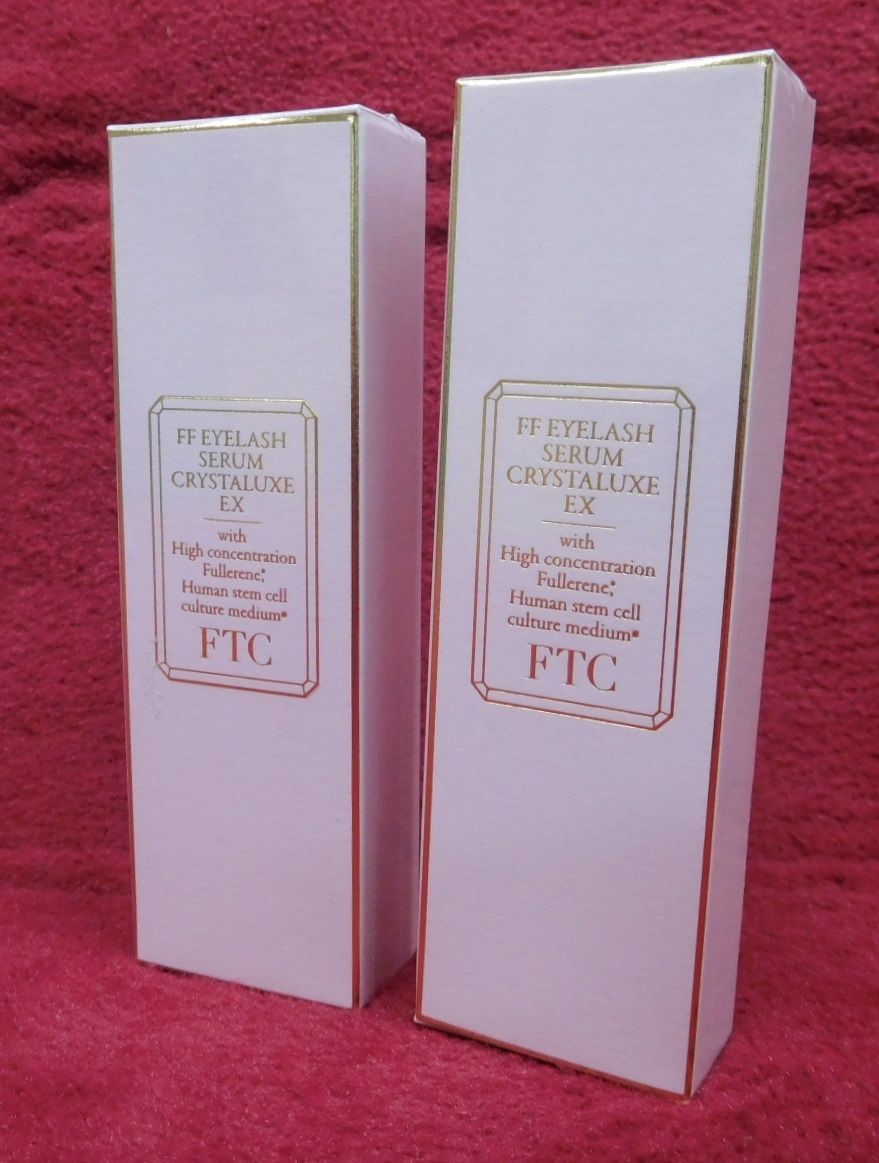 FF EYELASH
SERUM
CRYSTALUXE
EX
with
High concentration
Fullerene,*
Human stem cell
culture medium*
FTC
FF EYELASH
SERUM
CRYSTALUXE
EX
with
High concentration
Fullerene,*
Human stem cell
culture medium*
FTC